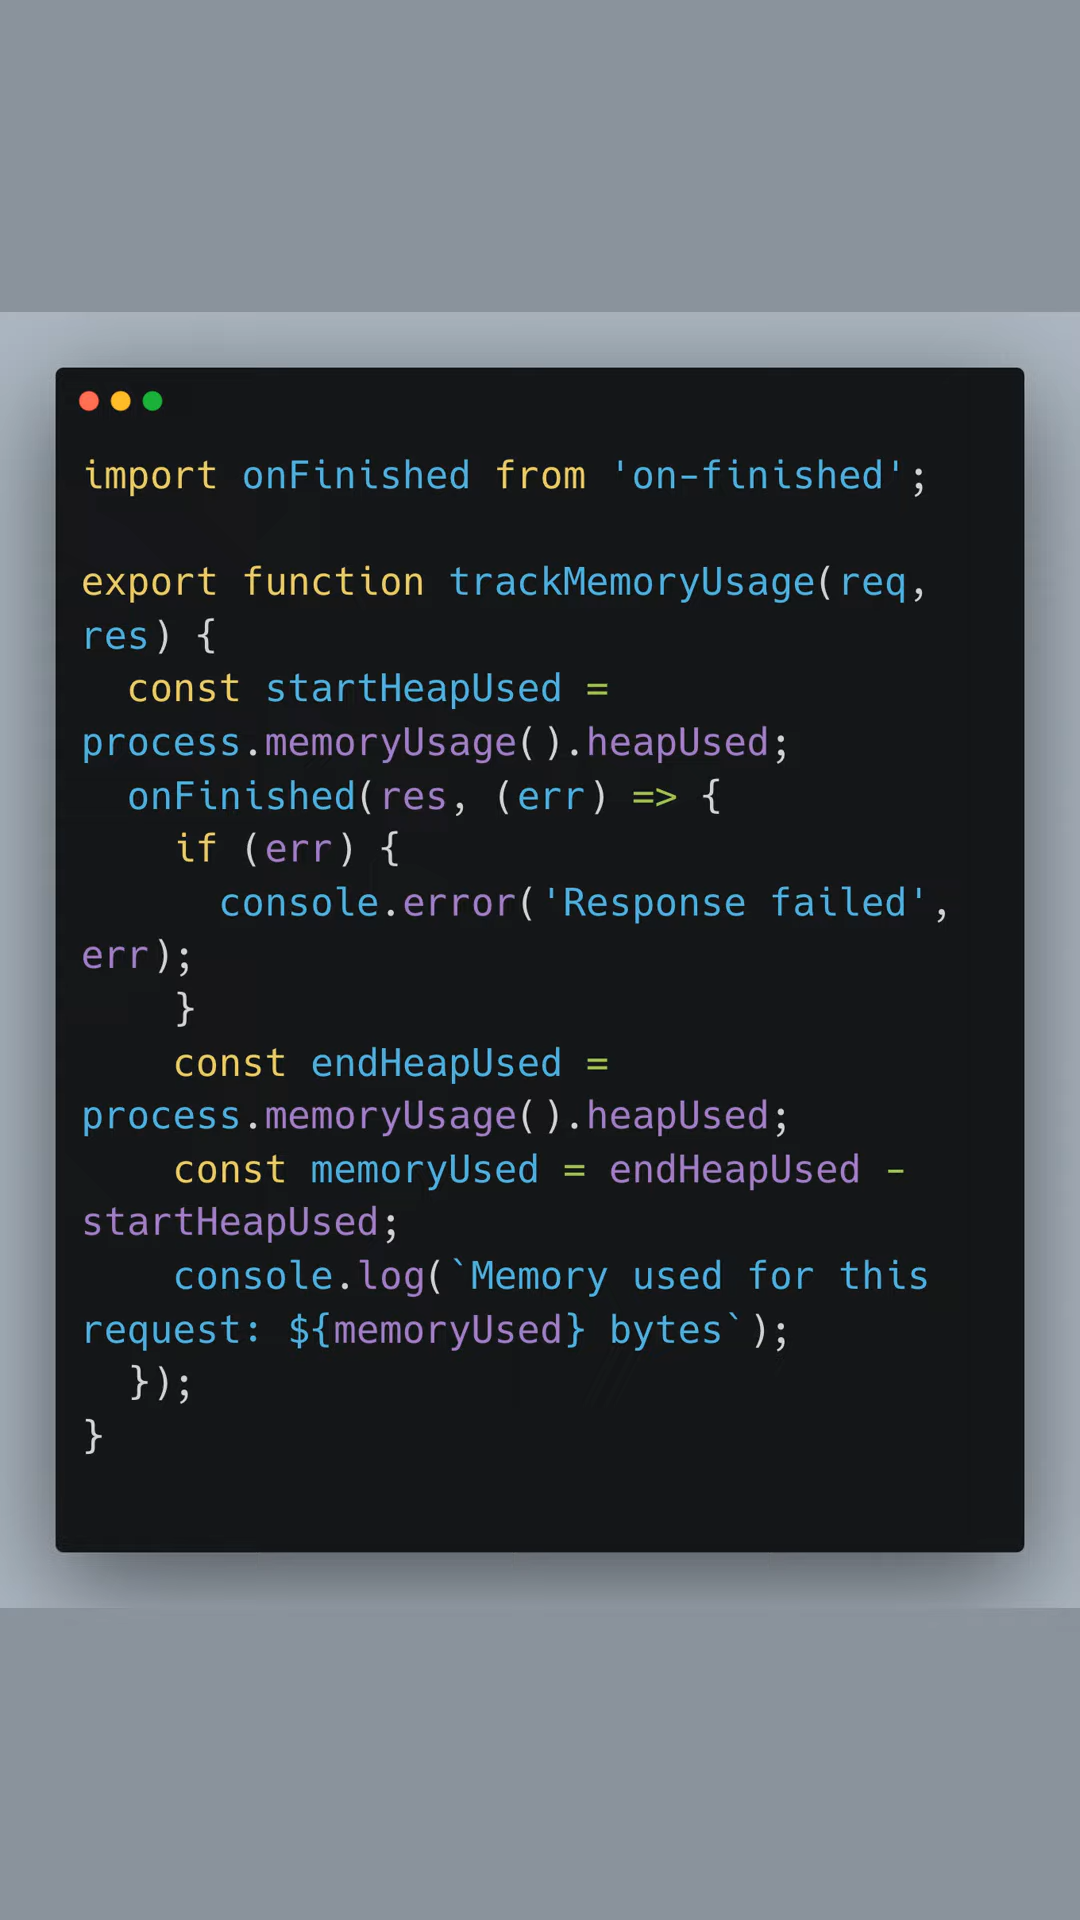 import onFinished from 'on-finished';

export function trackMemoryUsage(req,
res) {
  const startHeapUsed =
process.memoryUsage().heapUsed;
  onFinished(res, (err) => {
    if (err) {
      console.error('Response failed',
err);
    }
    const endHeapUsed =
process.memoryUsage().heapUsed;
    const memoryUsed = endHeapUsed -
startHeapUsed;
    console.log(`Memory used for this
request: ${memoryUsed} bytes`);
  });
}